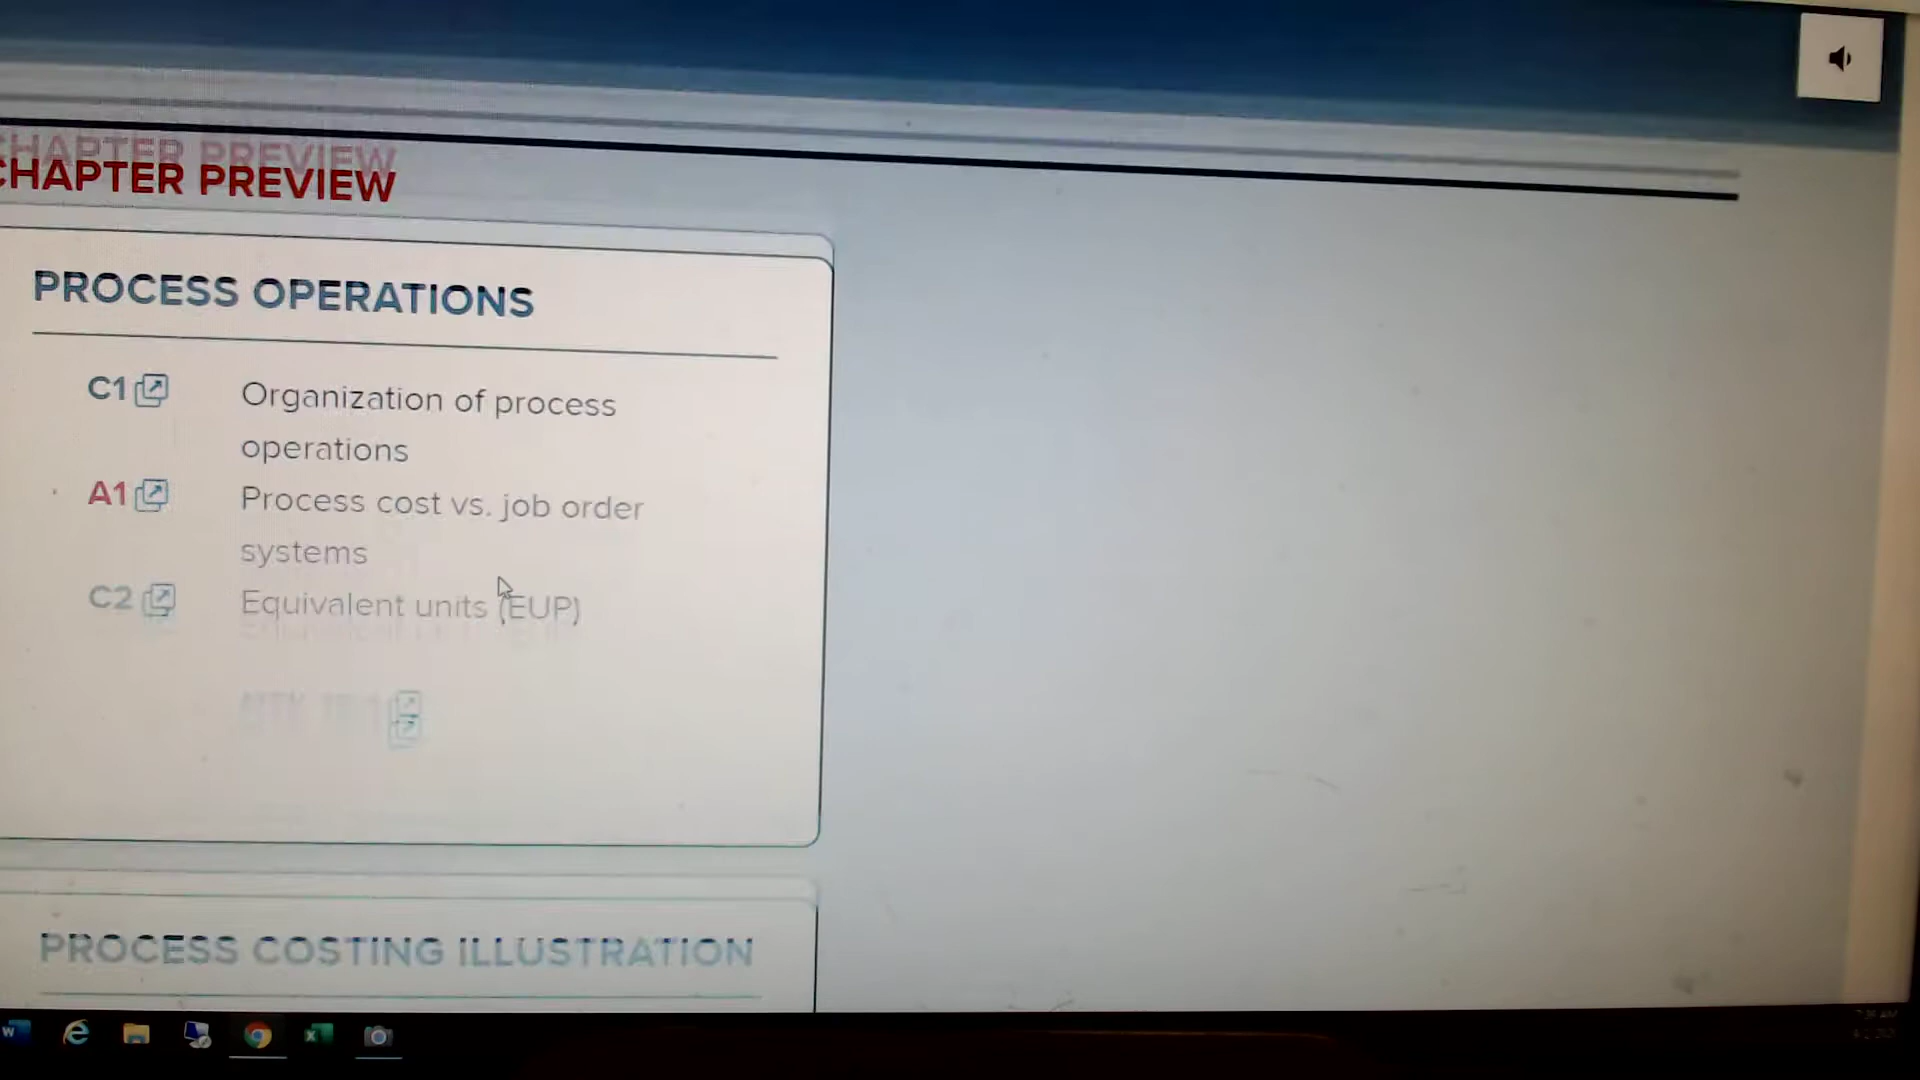 CHAPTER PREVIEW
PROCESS OPERATIONS
C1 Organization of process
operations
A1 Process cost vs. job order
systems
C2 Equivalent units (EUP)
PROCESS COSTING ILLUSTRATION